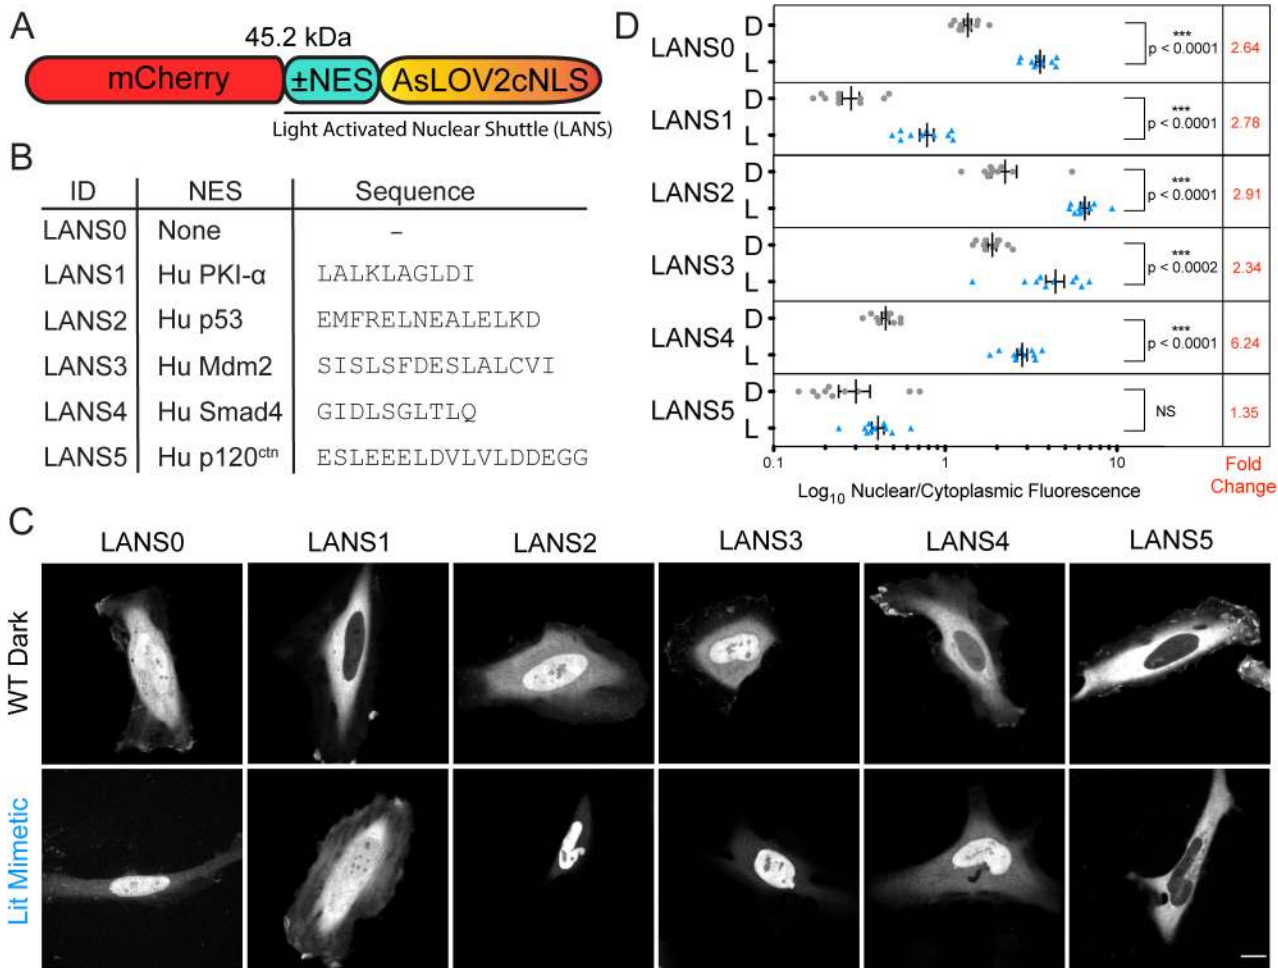 A
45.2 kDa
mCherry ±NES AsLOV2cNLS
Light Activated Nuclear Shuttle (LANS)
B
ID NES Sequence
LANS0 None –
LANS1 Hu PKI-α LALKLAGLDI
LANS2 Hu p53 EMFRELNEALELKD
LANS3 Hu Mdm2 SISLSFDESLALCVI
LANS4 Hu Smad4 GIDLSGLTLQ
LANS5 Hu p120ctn ESLEEELDVLVLDDEGG
D
LANS0 D L *** p < 0.0001 2.64
LANS1 D L *** p < 0.0001 2.78
LANS2 D L *** p < 0.0001 2.91
LANS3 D L *** p < 0.0002 2.34
LANS4 D L *** p < 0.0001 6.24
LANS5 D L NS 1.35
0.1 1 10
Log10 Nuclear/Cytoplasmic Fluorescence
Fold
Change
C
LANS0 LANS1 LANS2 LANS3 LANS4 LANS5
WT Dark
Lit Mimetic